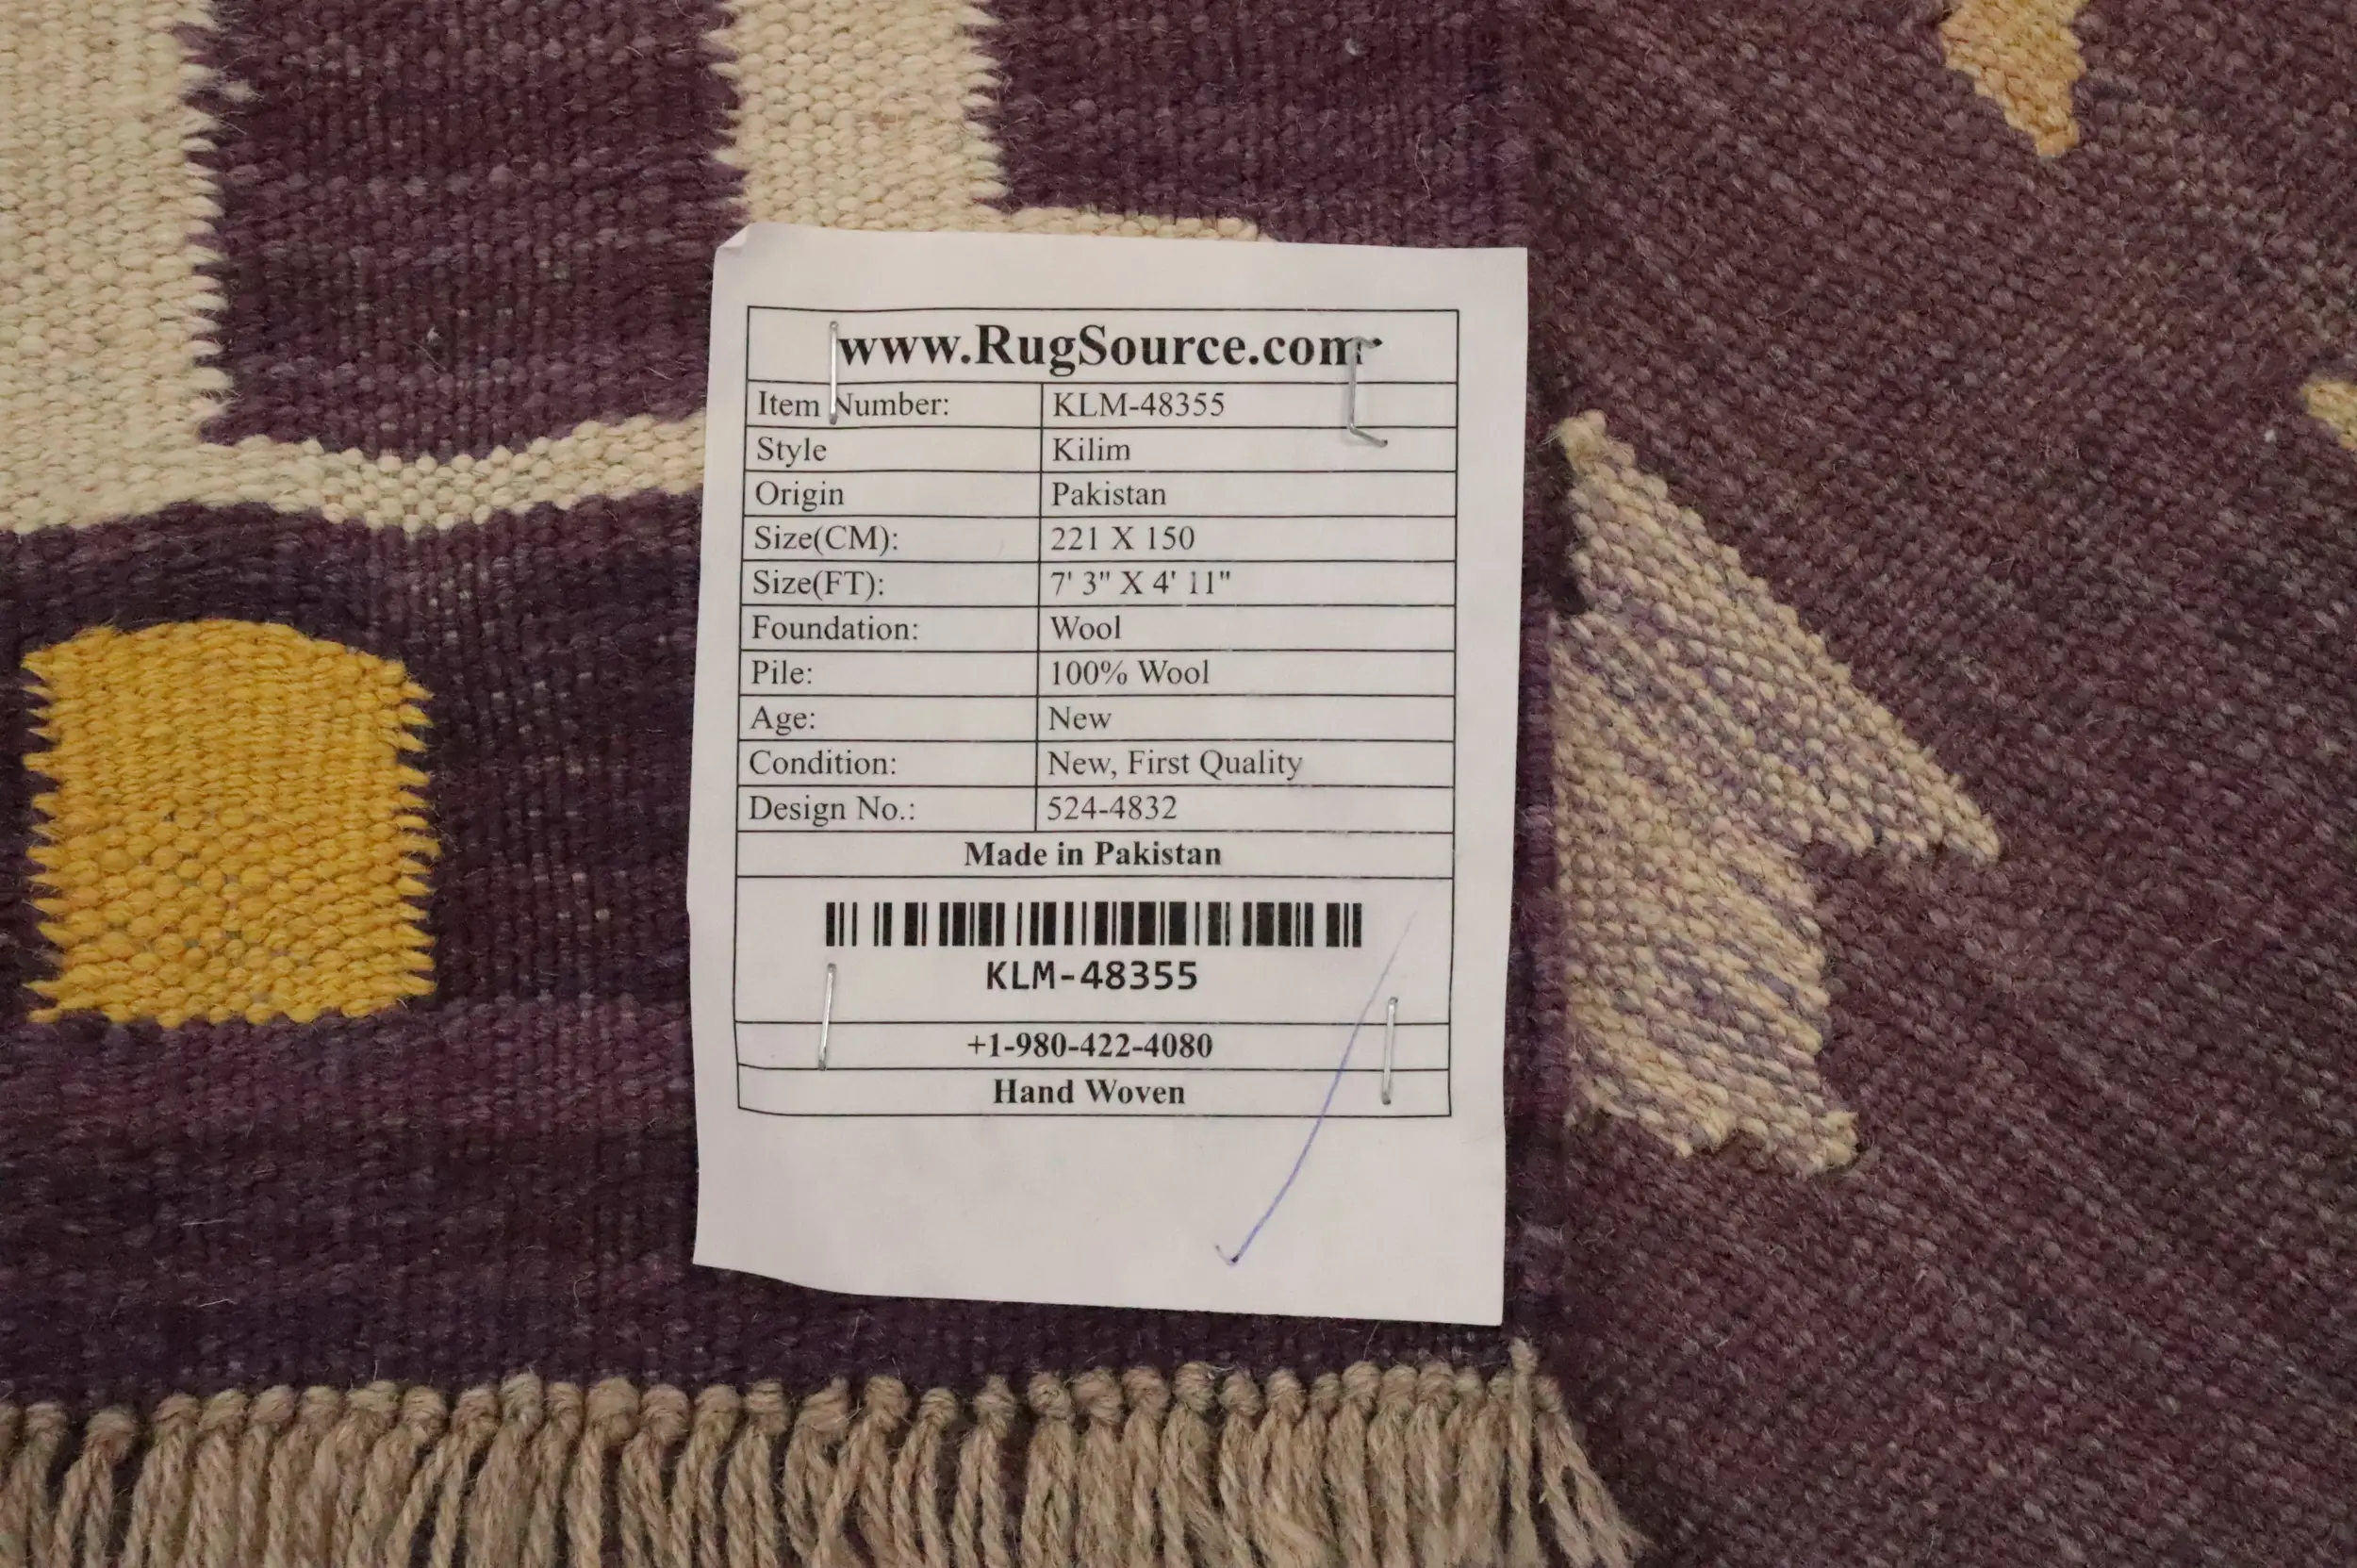 www.RugSource.com
Item Number: KLM-48355
Style Kilim
Origin Pakistan
Size(CM): 221 X 150
Size(FT): 7' 3" X 4' 11"
Foundation: Wool
Pile: 100% Wool
Age: New
Condition: New, First Quality
Design No.: 524-4832
Made in Pakistan
KLM-48355
+1-980-422-4080
Hand Woven